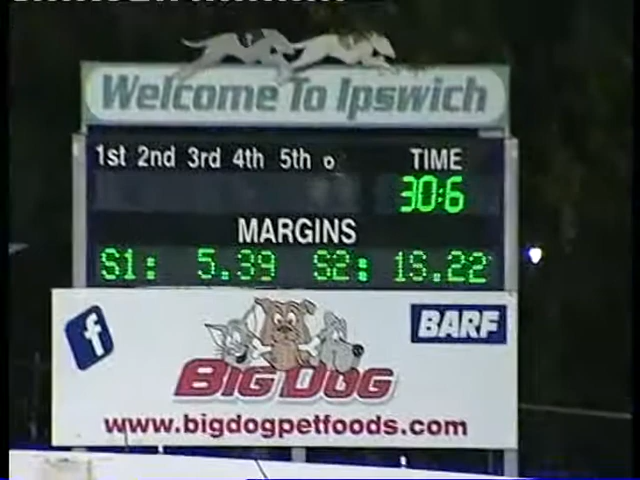 Welcome To Ipswich
1st 2nd 3rd 4th 5th TIME
30:6
MARGINS
S1: 5.39 S2: 18.22
f
BARF
BIG DOG
www.bigdogpetfoods.com